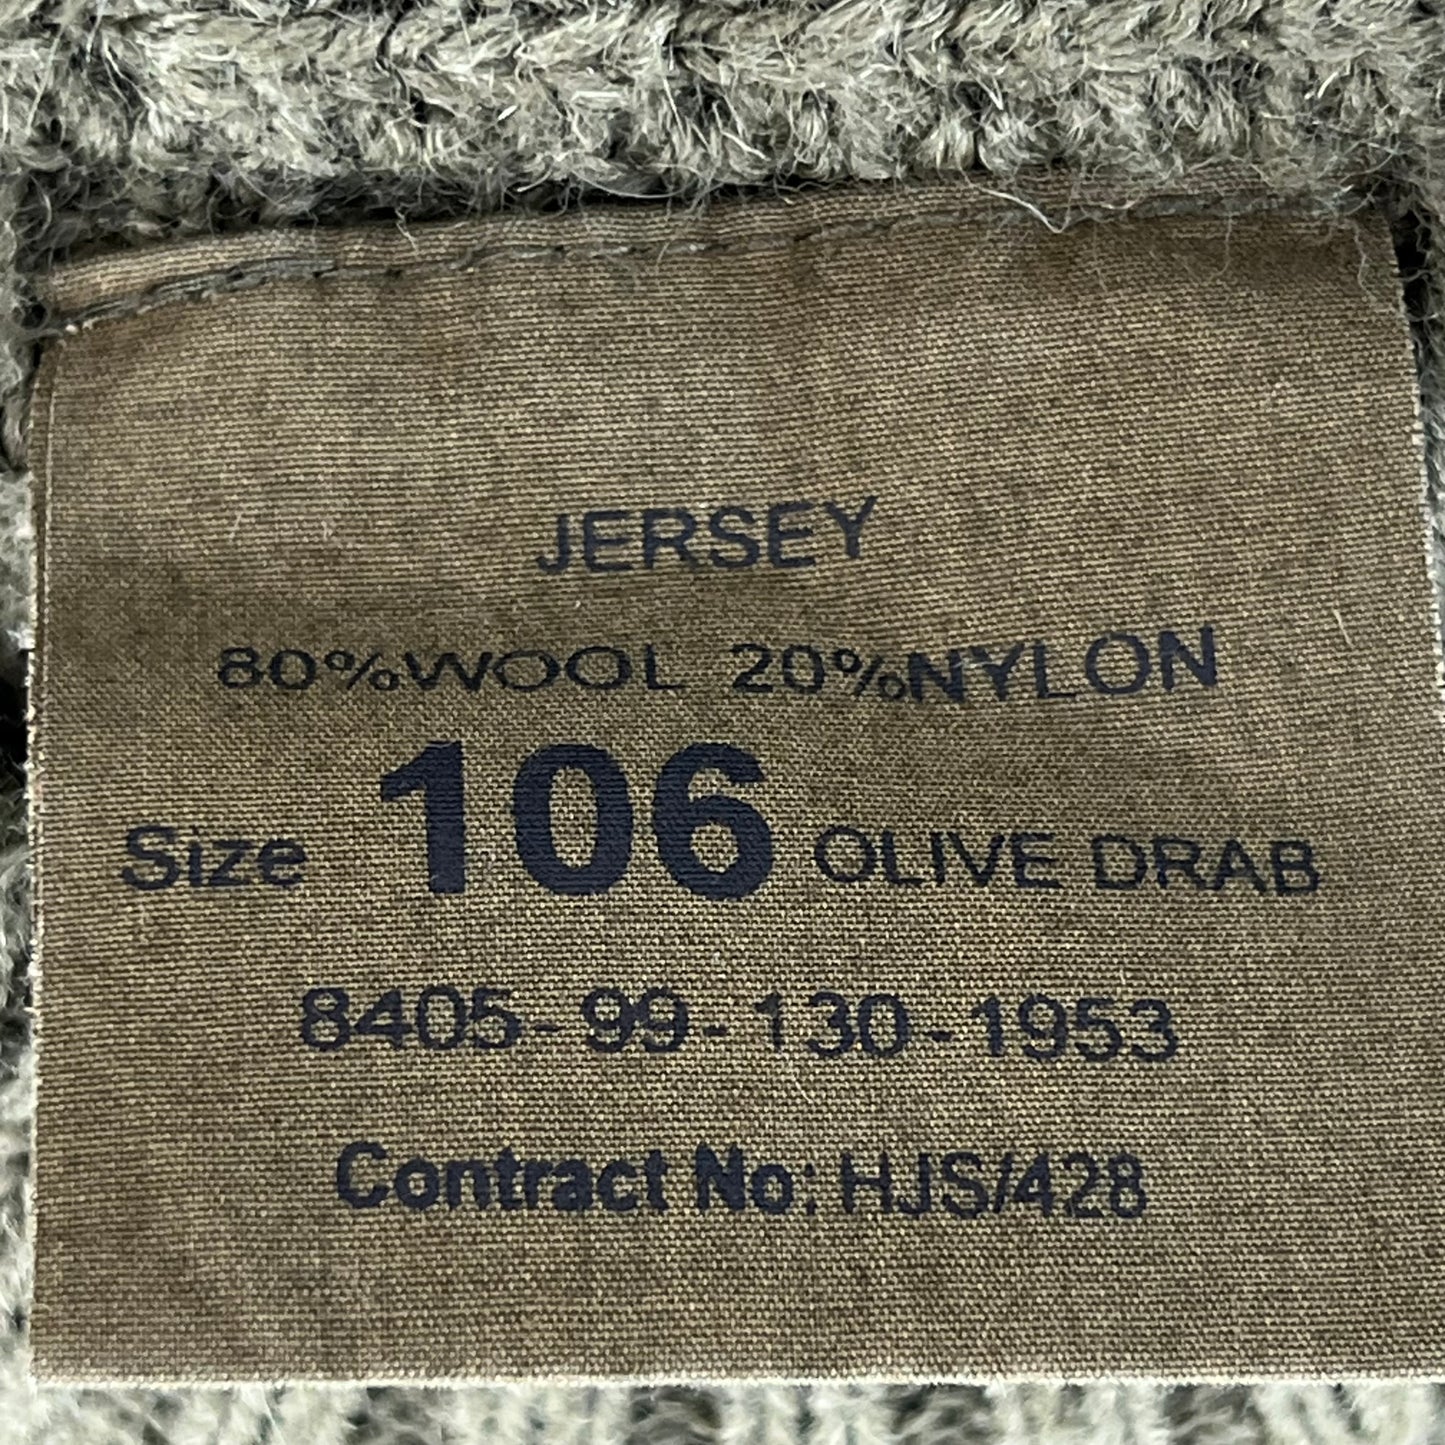 JERSEY
80%WOOL 20%NYLON
Size 106 OLIVE DRAB
8405-99-130-1953
Contract No: HJS/428